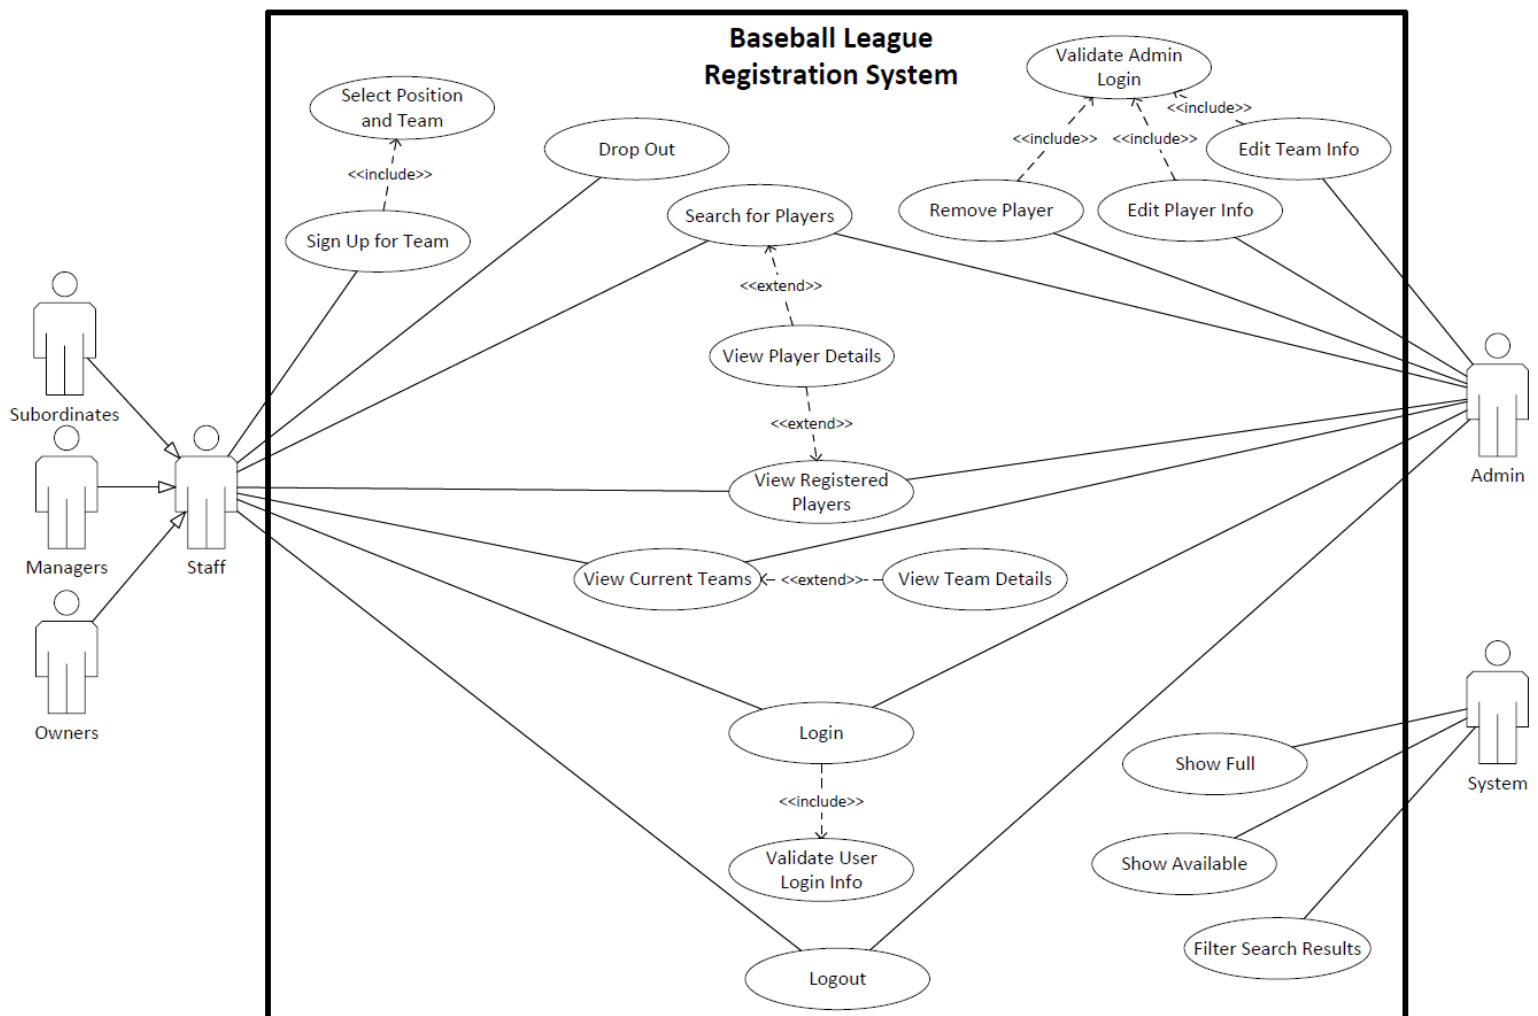 Baseball League
Registration System
Validate Admin
Login
Select Position
and Team
<<include>>
Drop Out
<<include>>
<<include>>
Edit Team Info
<<include>>
Search for Players
Remove Player
Edit Player Info
Sign Up for Team
<<extend>>
View Player Details
Subordinates
<<extend>>
View Registered
Players
Admin
Managers
Staff
View Current Teams
<<extend>>
View Team Details
Owners
Login
Show Full
System
<<include>>
Validate User
Login Info
Show Available
Filter Search Results
Logout